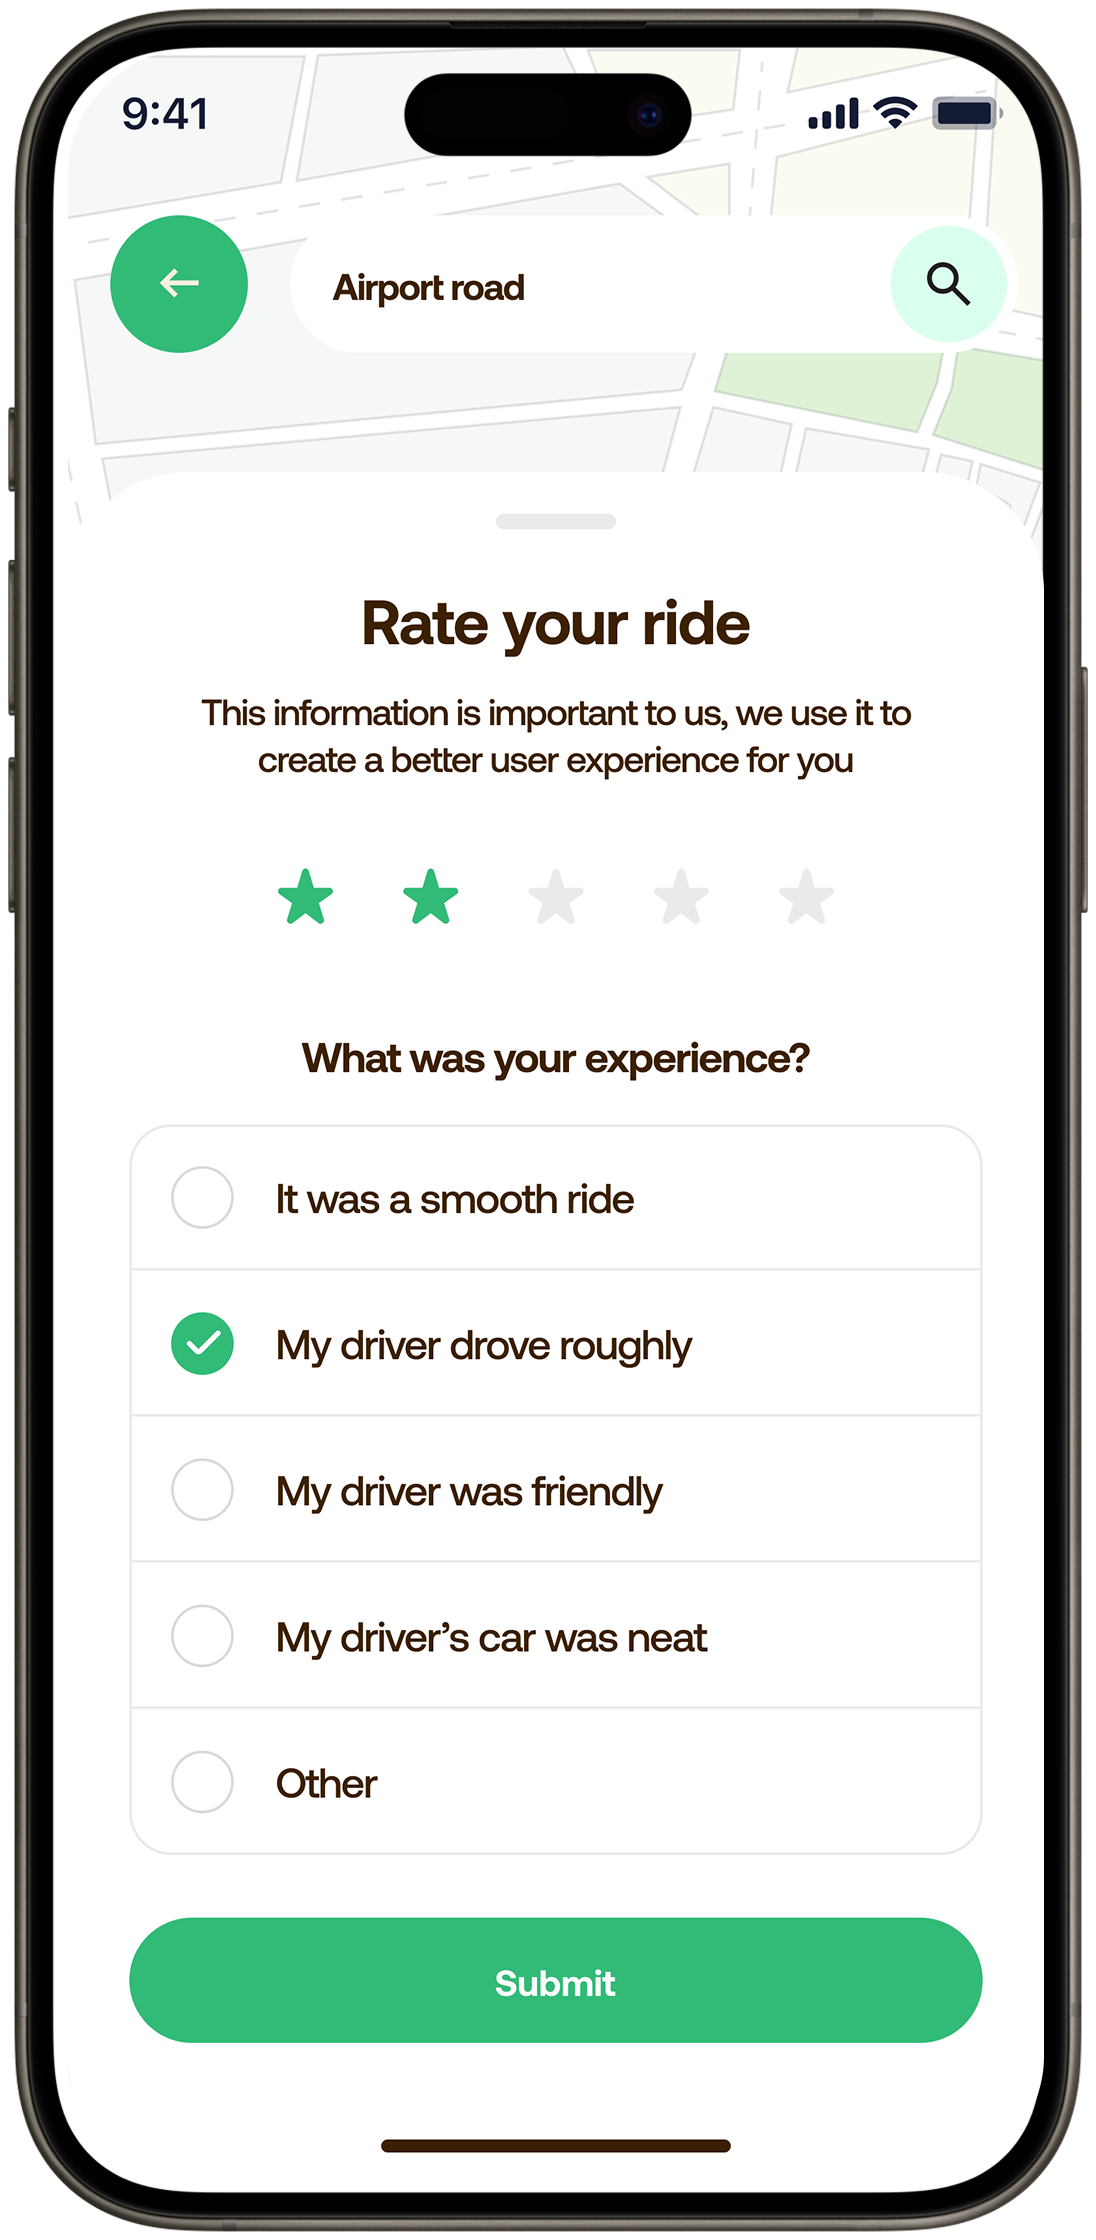 9:41
Airport road
Rate your ride
This information is important to us, we use it to
create a better user experience for you
What was your experience?
It was a smooth ride
My driver drove roughly
My driver was friendly
My driver’s car was neat
Other
Submit